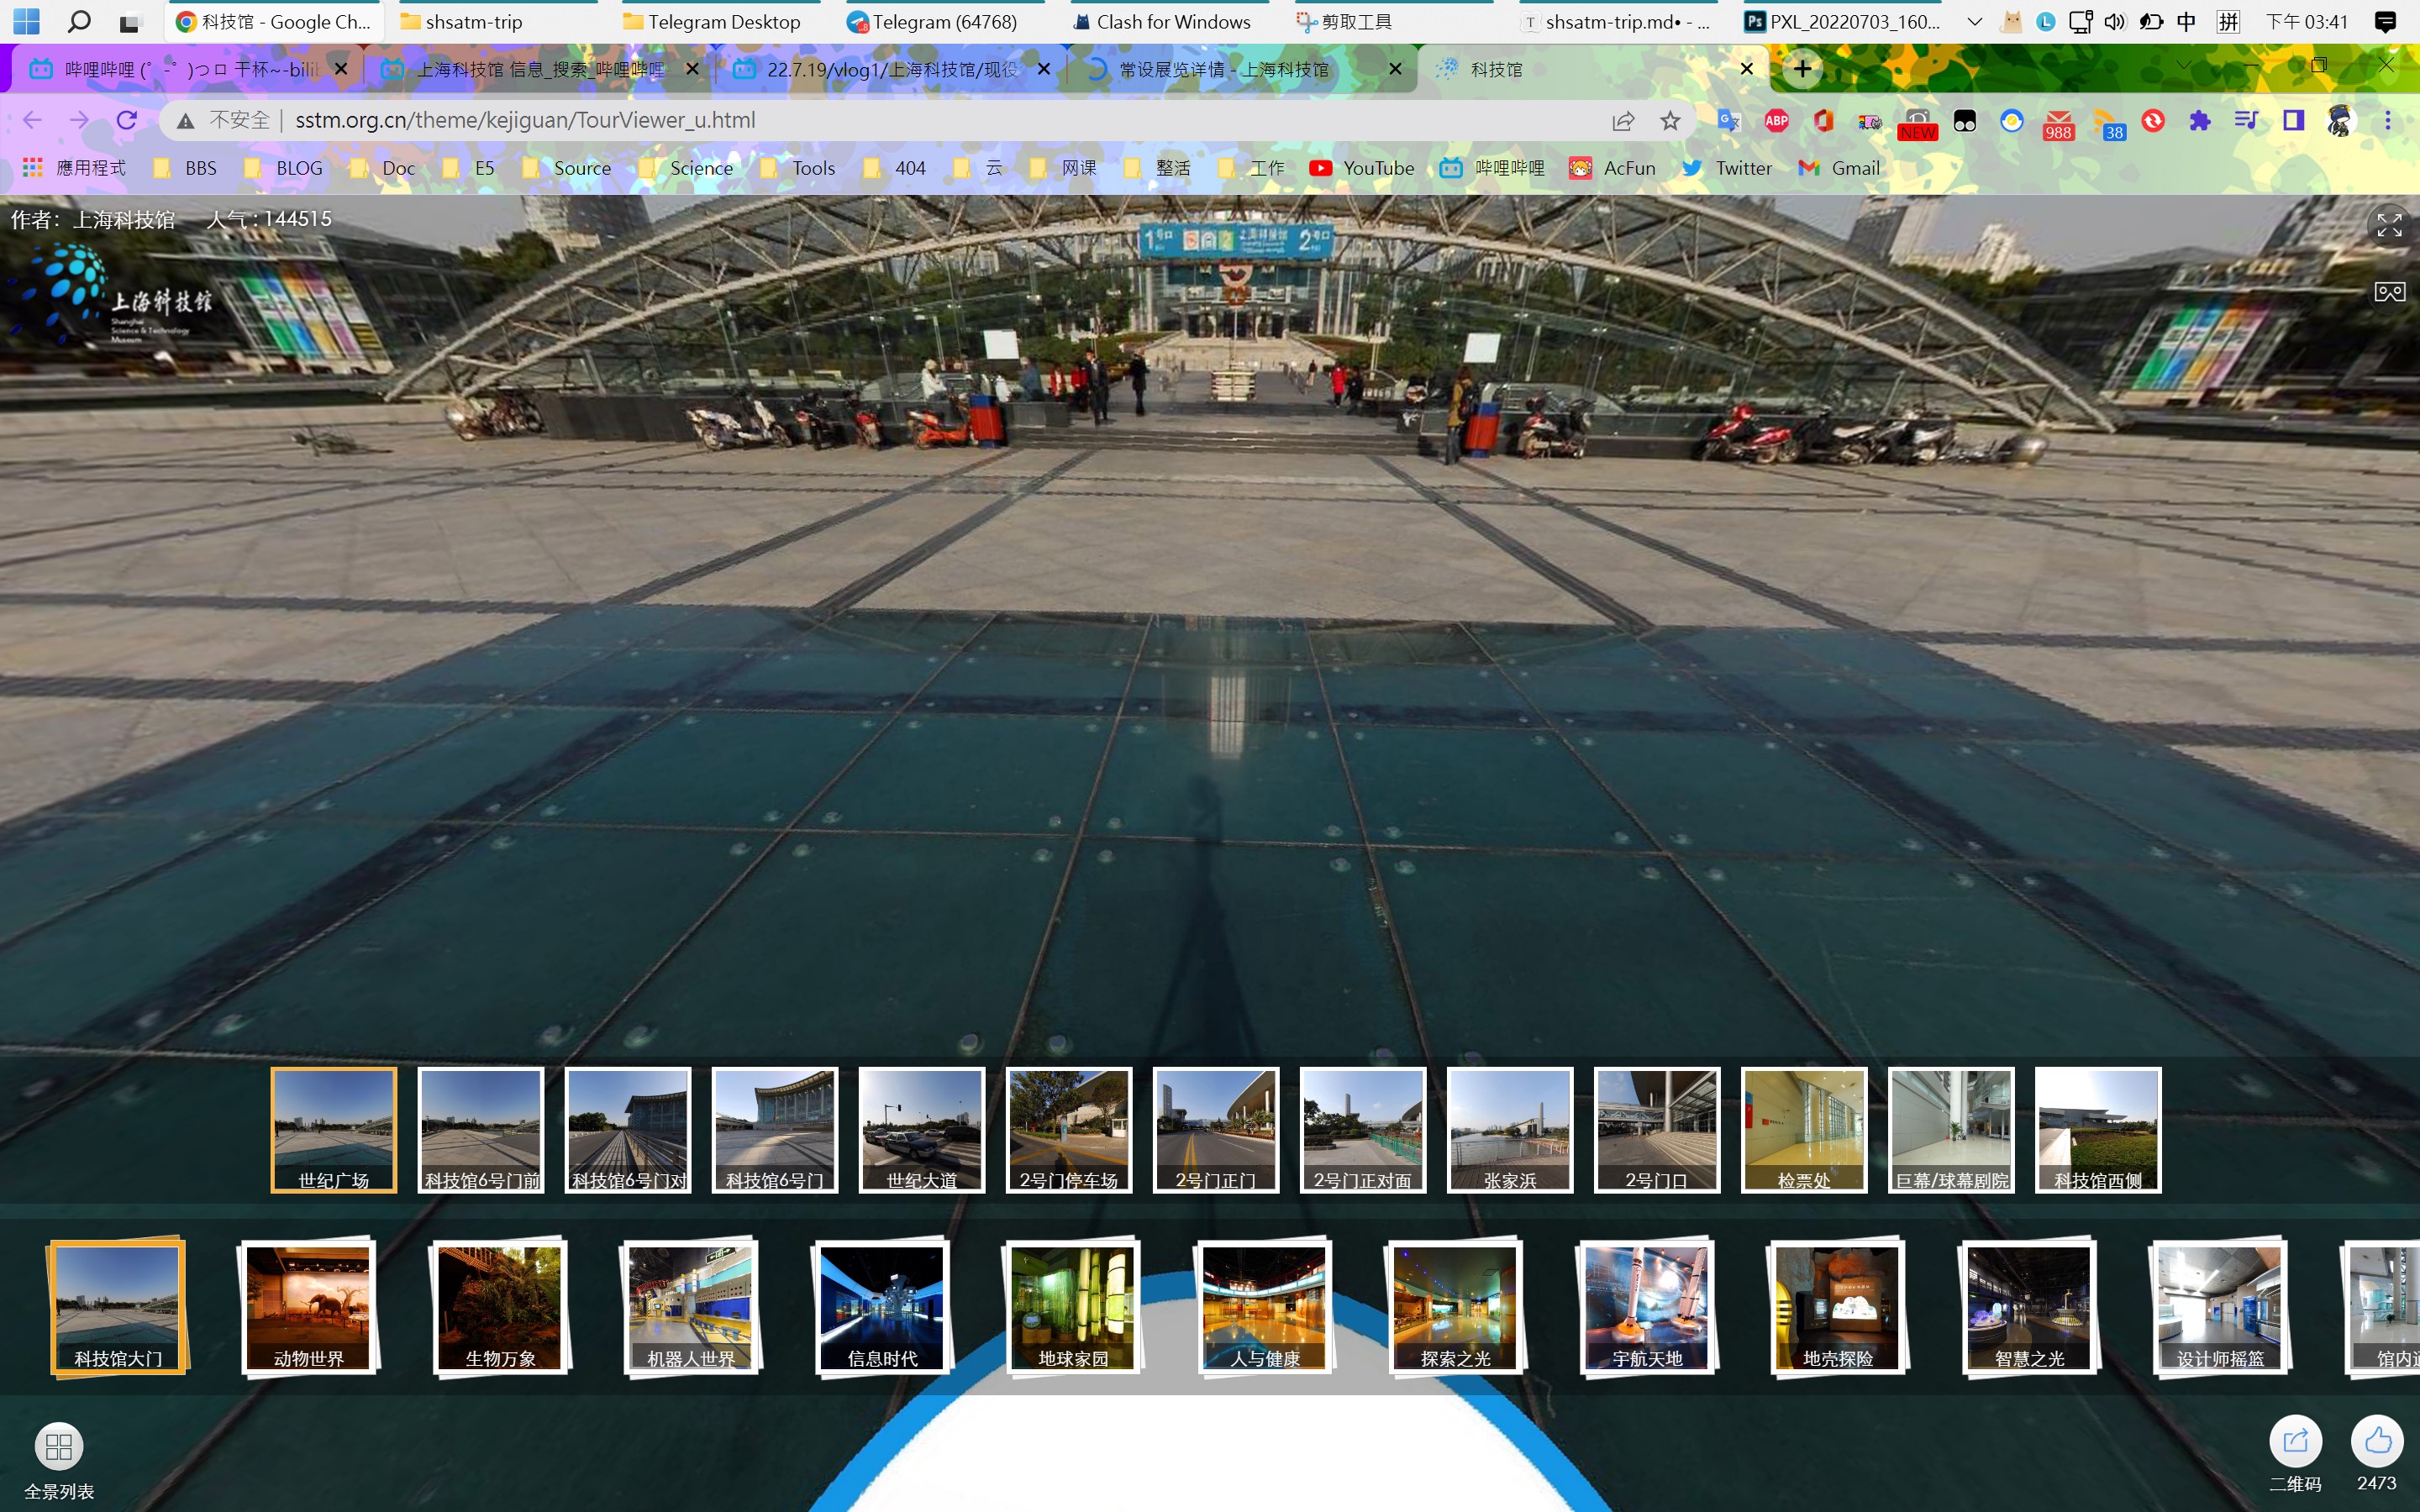 科技馆 - Google Ch...
shsatm-trip
Telegram Desktop
Telegram (64768)
Clash for Windows
剪取工具
shsatm-trip.md• - ...
PXL_20220703_160...
中
拼
下午 03:41
哔哩哔哩 (゜-゜)つロ 干杯~-bili
上海科技馆 信息_搜索_哔哩哔哩
22.7.19/vlog1/上海科技馆/现役
常设展览详情 - 上海科技馆
科技馆
不安全
sstm.org.cn/theme/kejiguan/TourViewer_u.html
ABP
NEW
988
38
應用程式
BBS
BLOG
Doc
E5
Source
Science
Tools
404
云
网课
整活
工作
YouTube
哔哩哔哩
AcFun
Twitter
Gmail
作者：上海科技馆 人气 : 144515
1号口
上海科技馆
2号口
上海科技馆
Shanghai
Science & Technology
Museum
世纪广场
科技馆6号门前
科技馆6号门对
科技馆6号门
世纪大道
2号门停车场
2号门正门
2号门正对面
张家浜
2号门口
检票处
巨幕/球幕剧院
科技馆西侧
科技馆大门
动物世界
生物万象
机器人世界
信息时代
地球家园
人与健康
探索之光
宇航天地
地壳探险
智慧之光
设计师摇篮
馆内
全景列表
二维码
2473